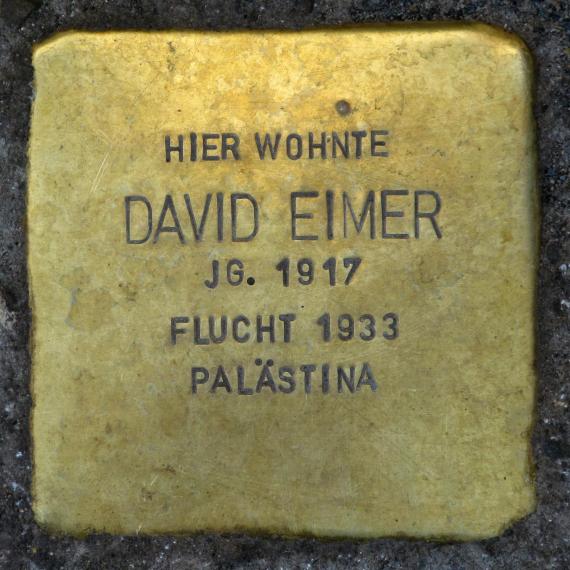 HIER WOHNTE
DAVID EIMER
JG. 1917
FLUCHT 1933
PALÄSTINA